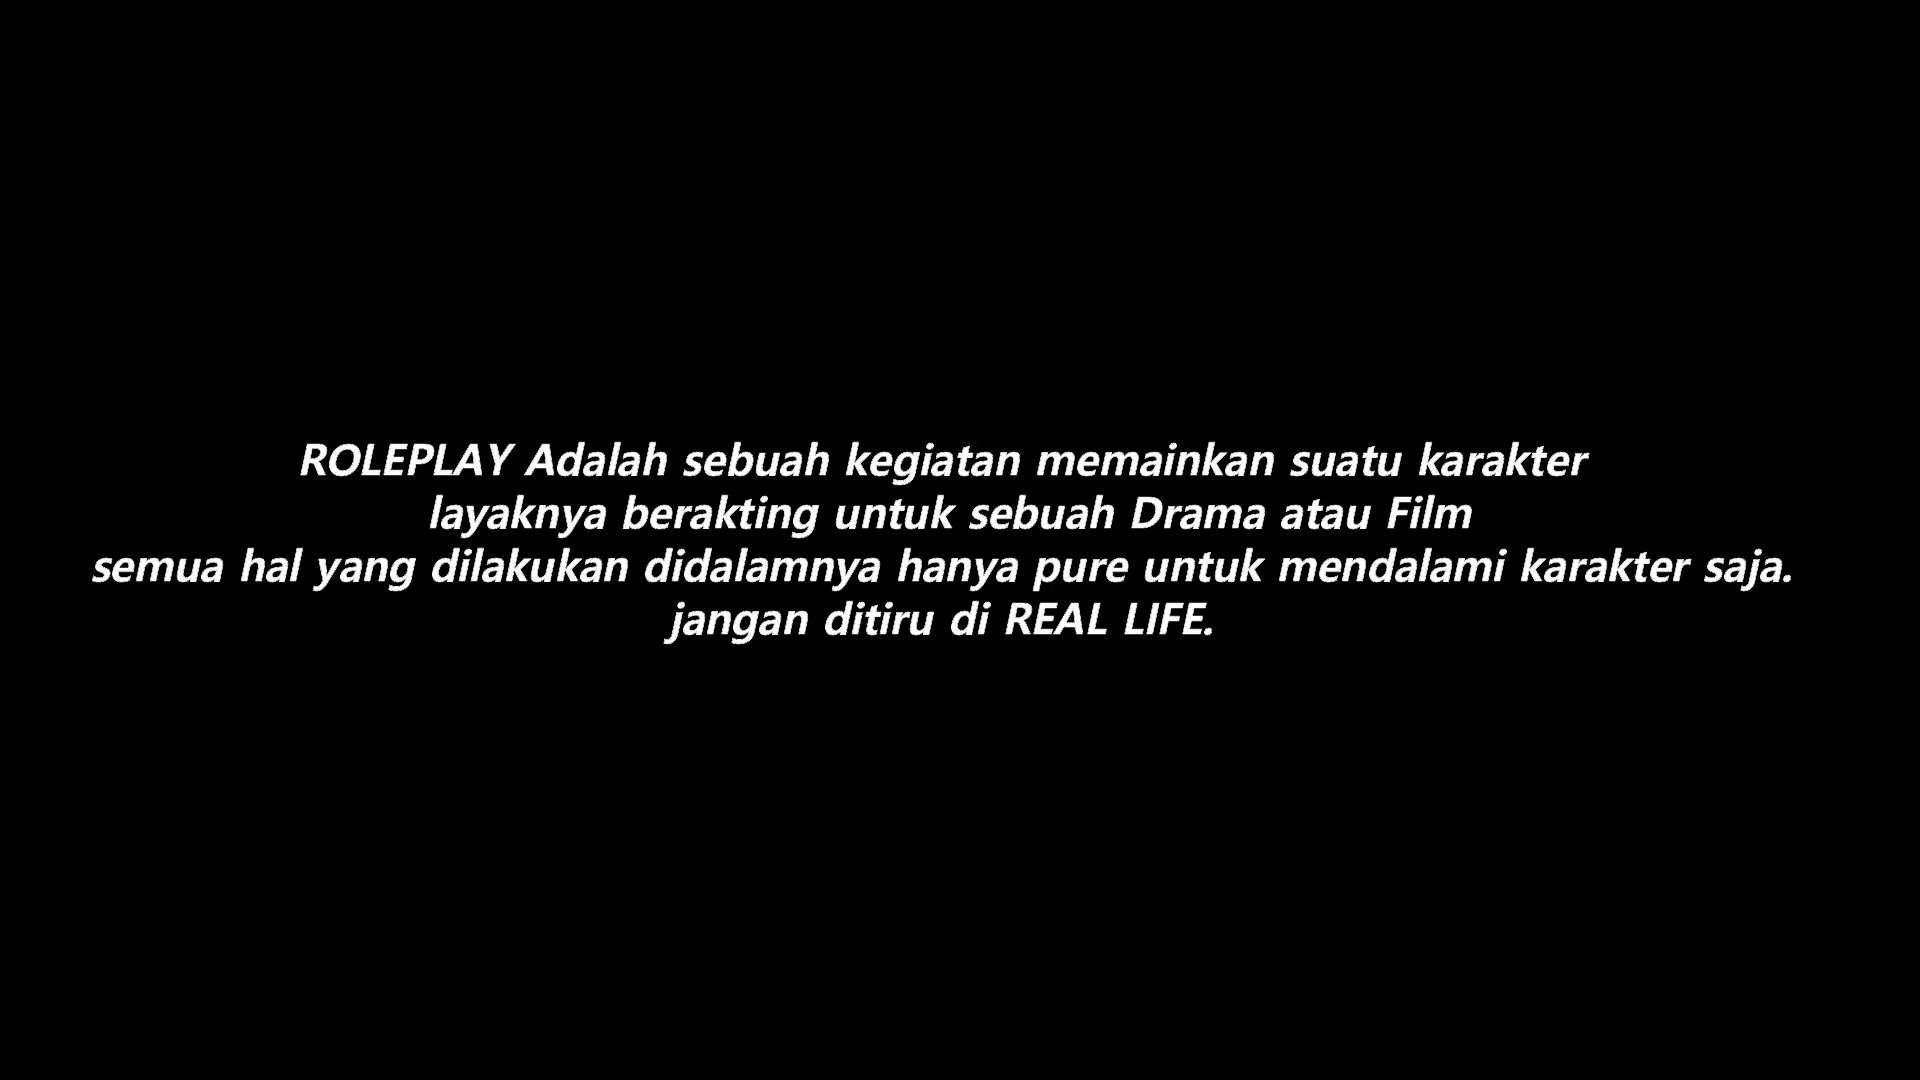 ROLEPLAY Adalah sebuah kegiatan memainkan suatu karakter
layaknya berakting untuk sebuah Drama atau Film
semua hal yang dilakukan didalamnya hanya pure untuk mendalami karakter saja.
jangan ditiru di REAL LIFE.